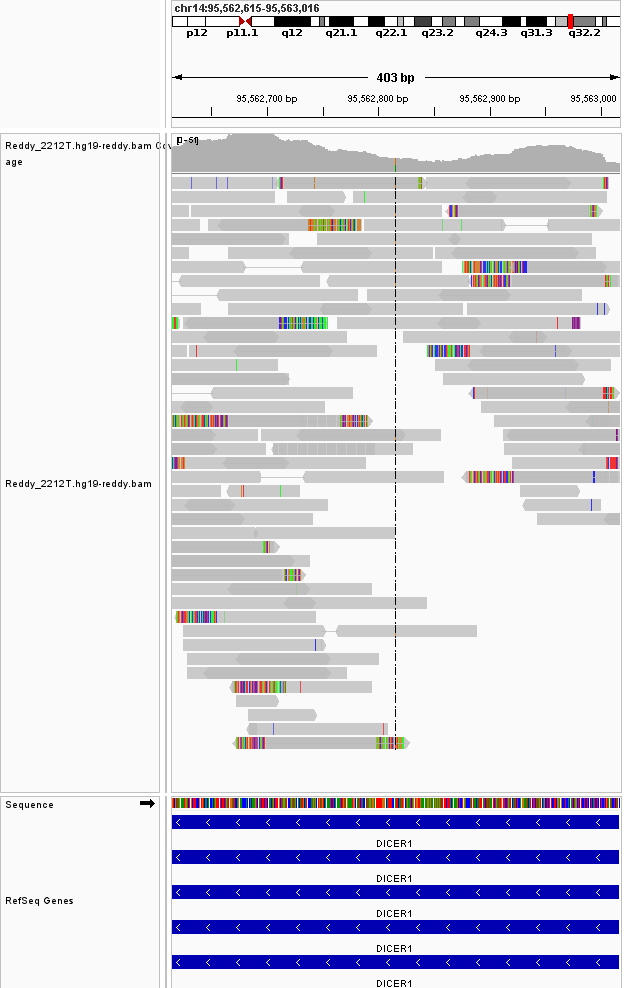 chr14:95,562,615-95,563,016
p12 p11.1 q12 q21.1 q22.1 q23.2 q24.3 q31.3 q32.2
403 bp
95,562,700 bp 95,562,800 bp 95,562,900 bp 95,563,000
Reddy_2212T.hg19-reddy.bam Cov
age
[0-51]
Reddy_2212T.hg19-reddy.bam
Sequence
DICER1
DICER1
RefSeq Genes
DICER1
DICER1
DICER1